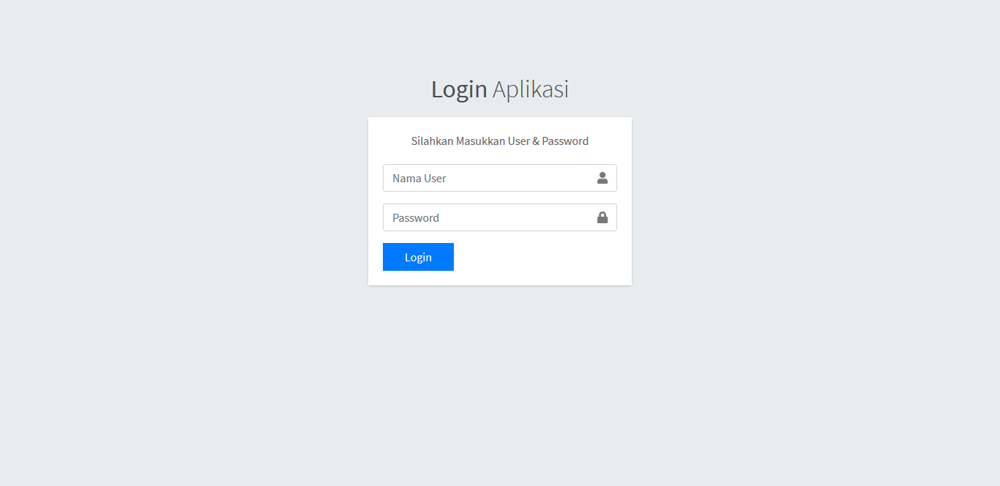 Login Aplikasi
Silahkan Masukkan User & Password
Nama User
Password
Login